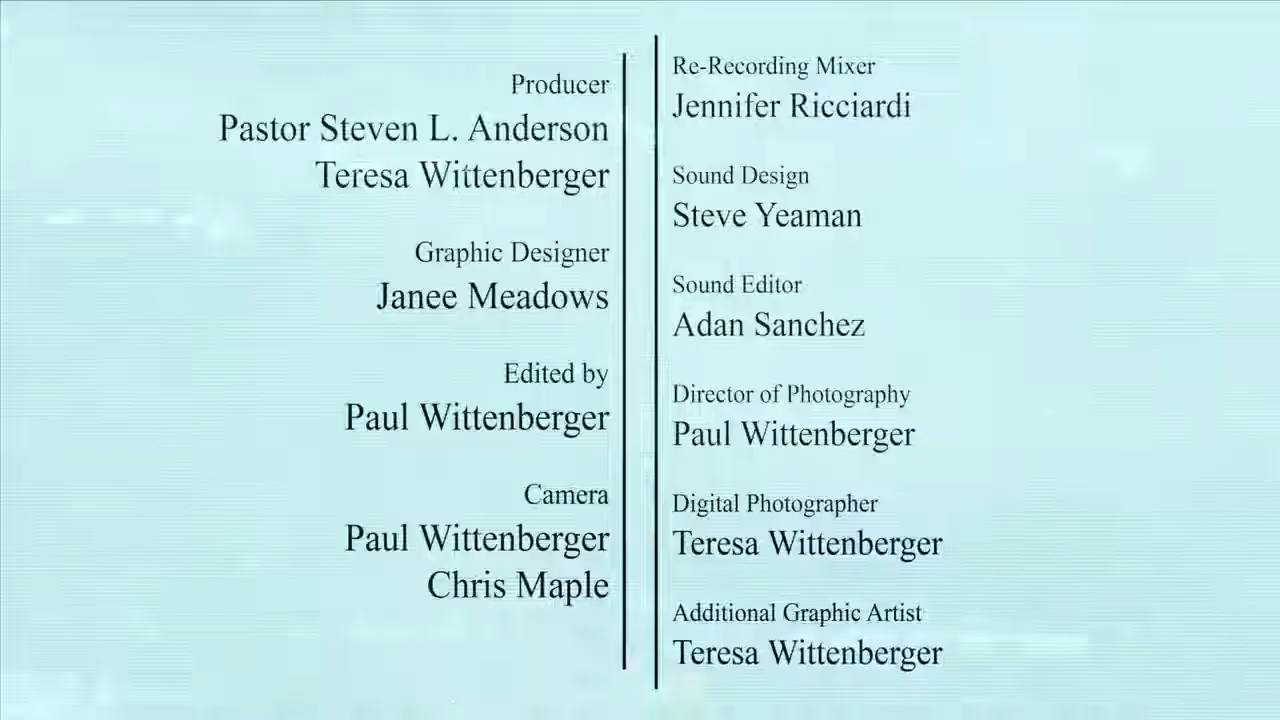 Producer
Pastor Steven L. Anderson
Teresa Wittenberger
Graphic Designer
Janee Meadows
Edited by
Paul Wittenberger
Camera
Paul Wittenberger
Chris Maple
Re-Recording Mixer
Jennifer Ricciardi
Sound Design
Steve Yeaman
Sound Editor
Adan Sanchez
Director of Photography
Paul Wittenberger
Digital Photographer
Teresa Wittenberger
Additional Graphic Artist
Teresa Wittenberger